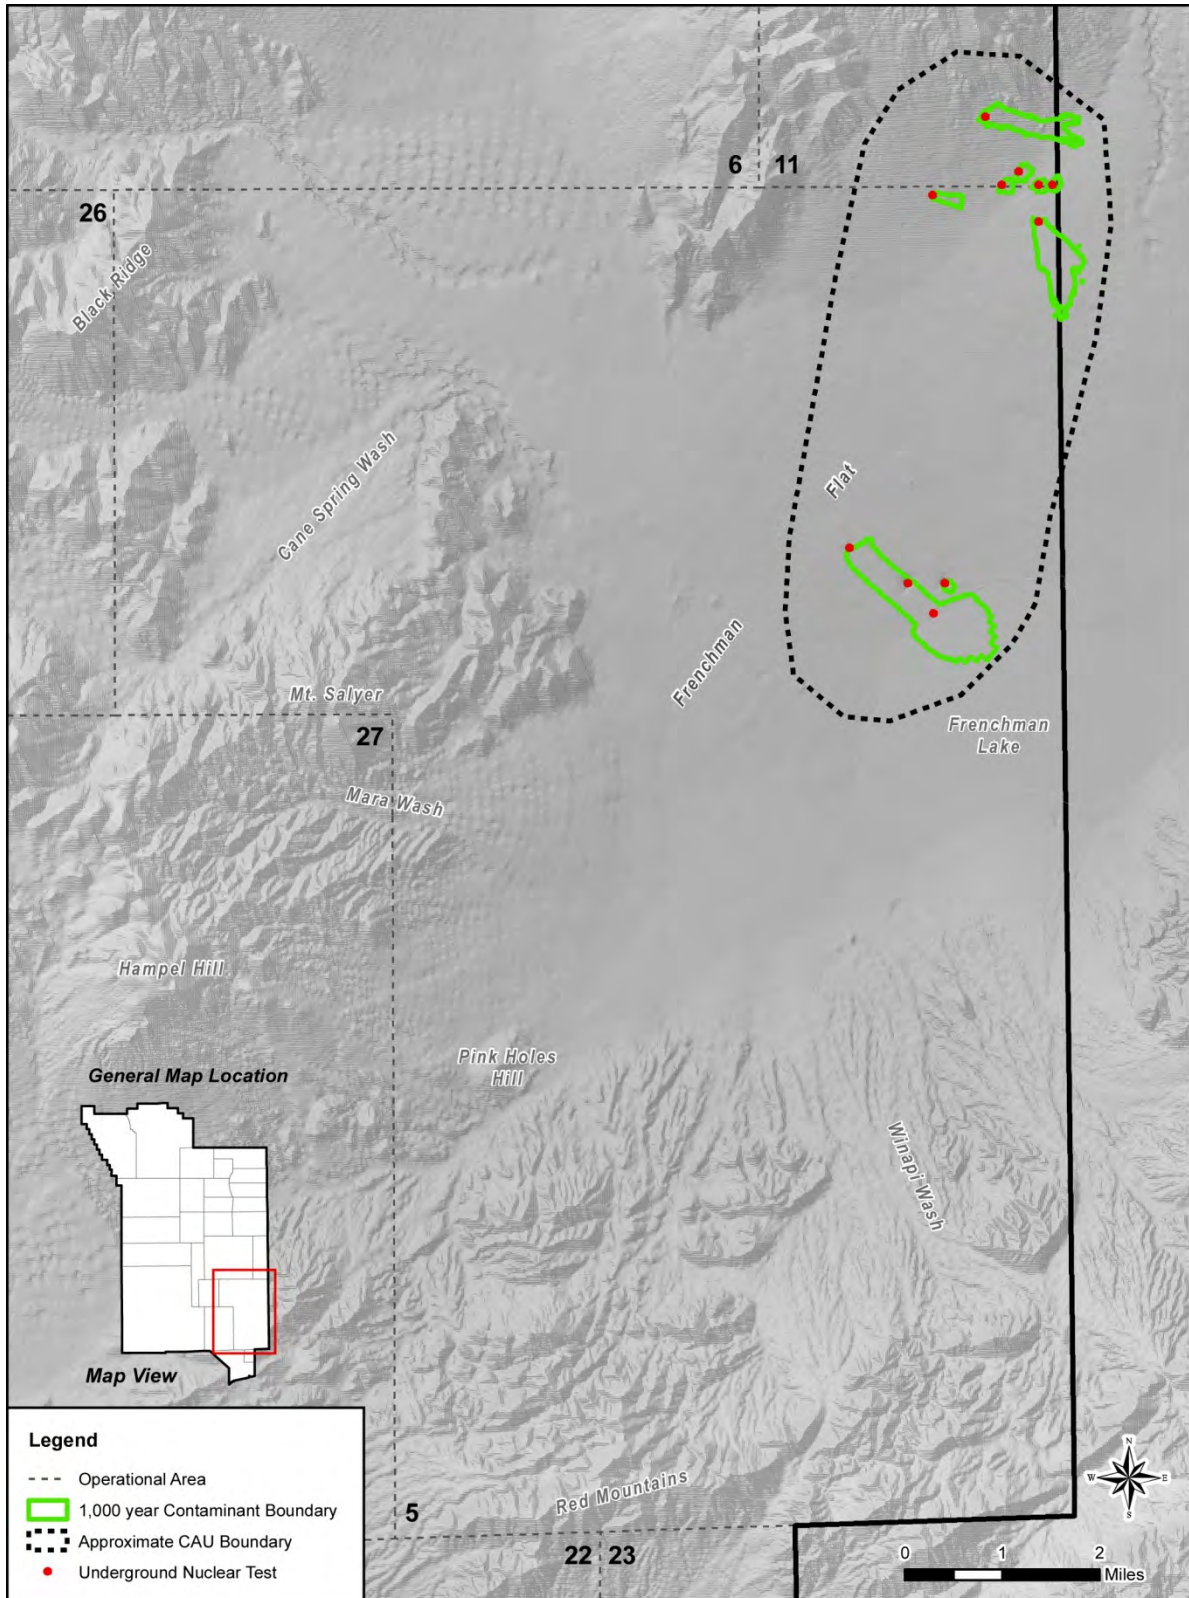 6
11
26
Black Ridge
Cane Spring Wash
Flat
Frenchman
Mt. Salyer
27
Frenchman
Lake
Mara Wash
Hampel Hill
Pink Holes
Hill
General Map Location
Winapi Wash
Map View
Legend
Operational Area
1,000 year Contaminant Boundary
Approximate CAU Boundary
Underground Nuclear Test
Red Mountains
5
22
23
N
W
E
S
0
1
2
Miles